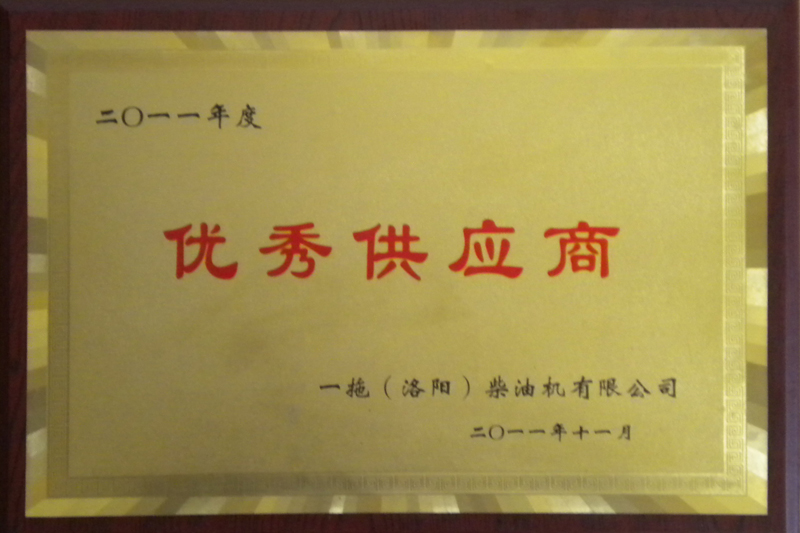 二〇一一年度
优秀供应商
一拖（洛阳）柴油机有限公司
二〇一一年十一月